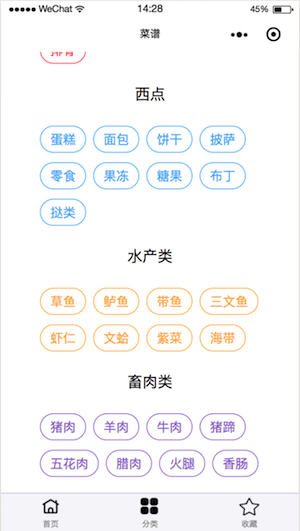 WeChat 14:28 45%
菜谱
西点
蛋糕 面包 饼干 披萨
零食 果冻 糖果 布丁
挞类
水产类
草鱼 鲈鱼 带鱼 三文鱼
虾仁 文蛤 紫菜 海带
畜肉类
猪肉 羊肉 牛肉 猪蹄
五花肉 腊肉 火腿 香肠
首页 分类 收藏